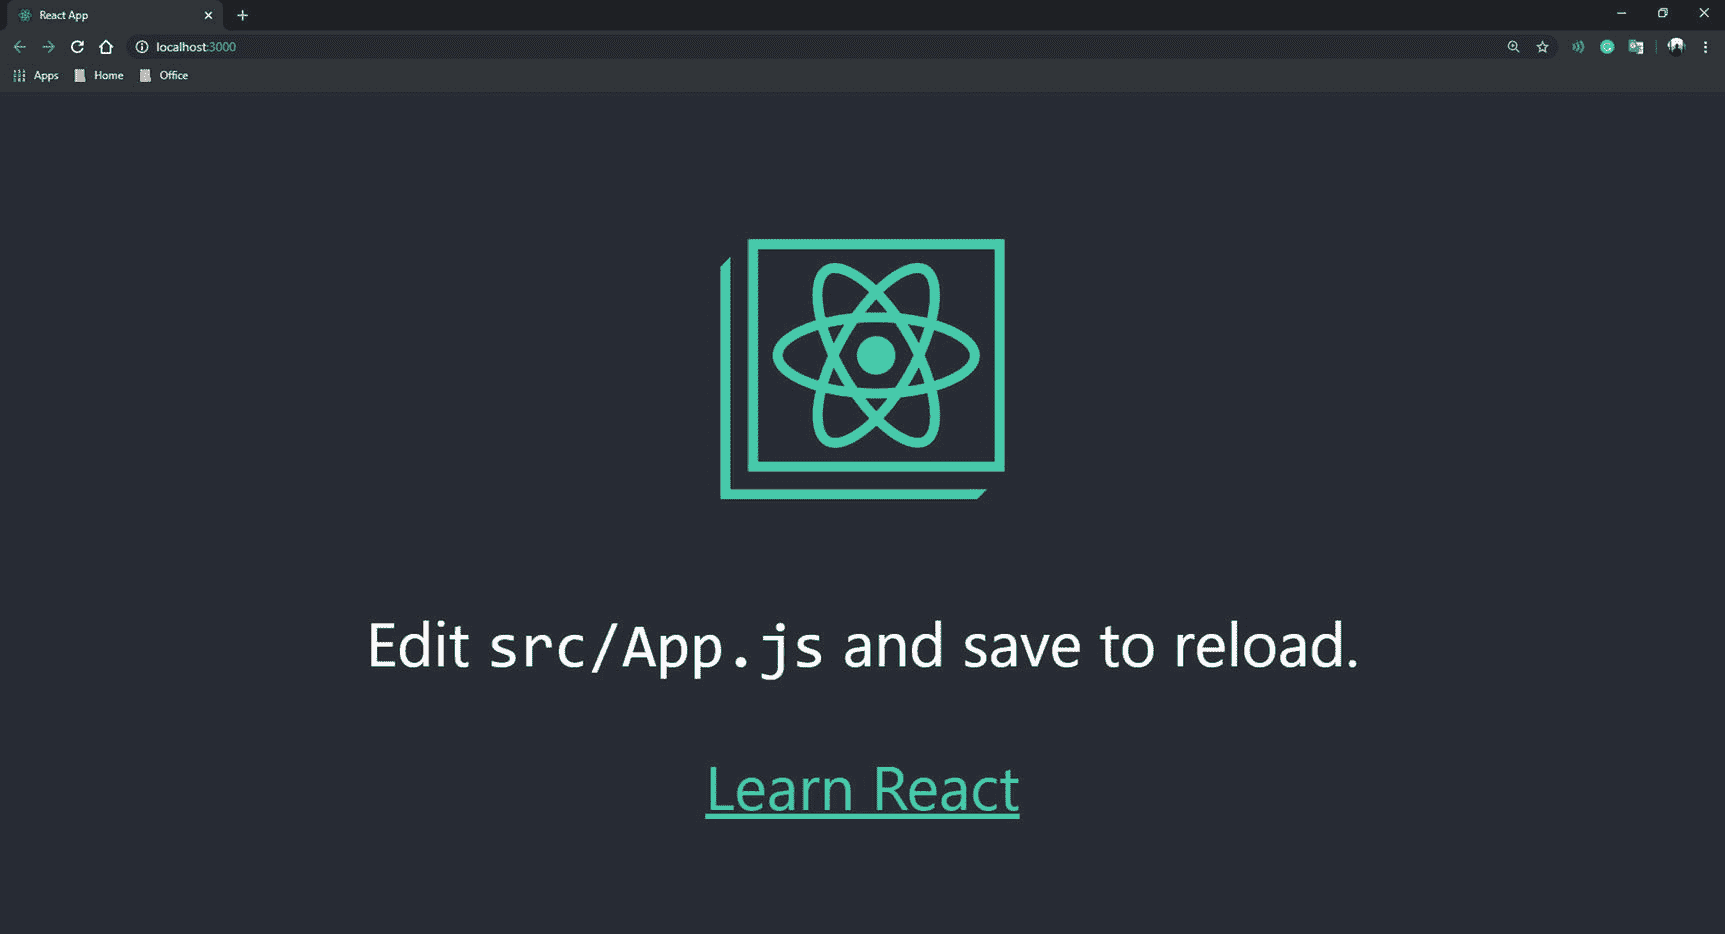 React App
localhost:3000
Apps Home Office
Edit src/App.js and save to reload.
Learn React